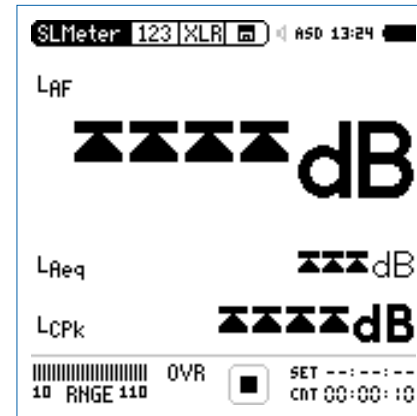 SLMeter 123 XLR ASD 13:24
LAF
dB
LAeq dB
LCPk dB
OVR SET --:--:--
10 RNGE 110 CNT 00:00:18